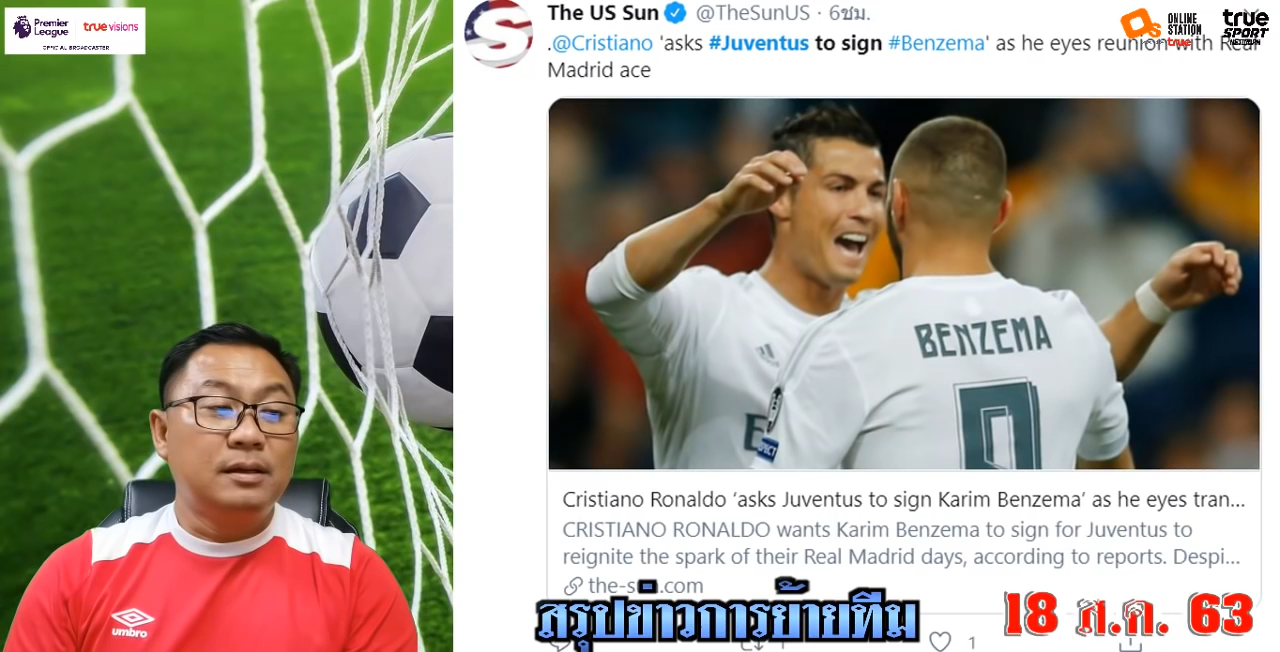 Premier League
true visions
OFFICIAL BROADCASTER
The US Sun @TheSunUS · 6ชม.
.@Cristiano 'asks #Juventus to sign #Benzema' as he eyes reunion with Real
Madrid ace
ONLINE STATION
true
true SPORT
BENZEMA
9
umbro
Cristiano Ronaldo ‘asks Juventus to sign Karim Benzema’ as he eyes tran...
CRISTIANO RONALDO wants Karim Benzema to sign for Juventus to
reignite the spark of their Real Madrid days, according to reports. Despi...
the-sun.com
สรุปข่าวการย้ายทีม
18 ส.ค. 63
1